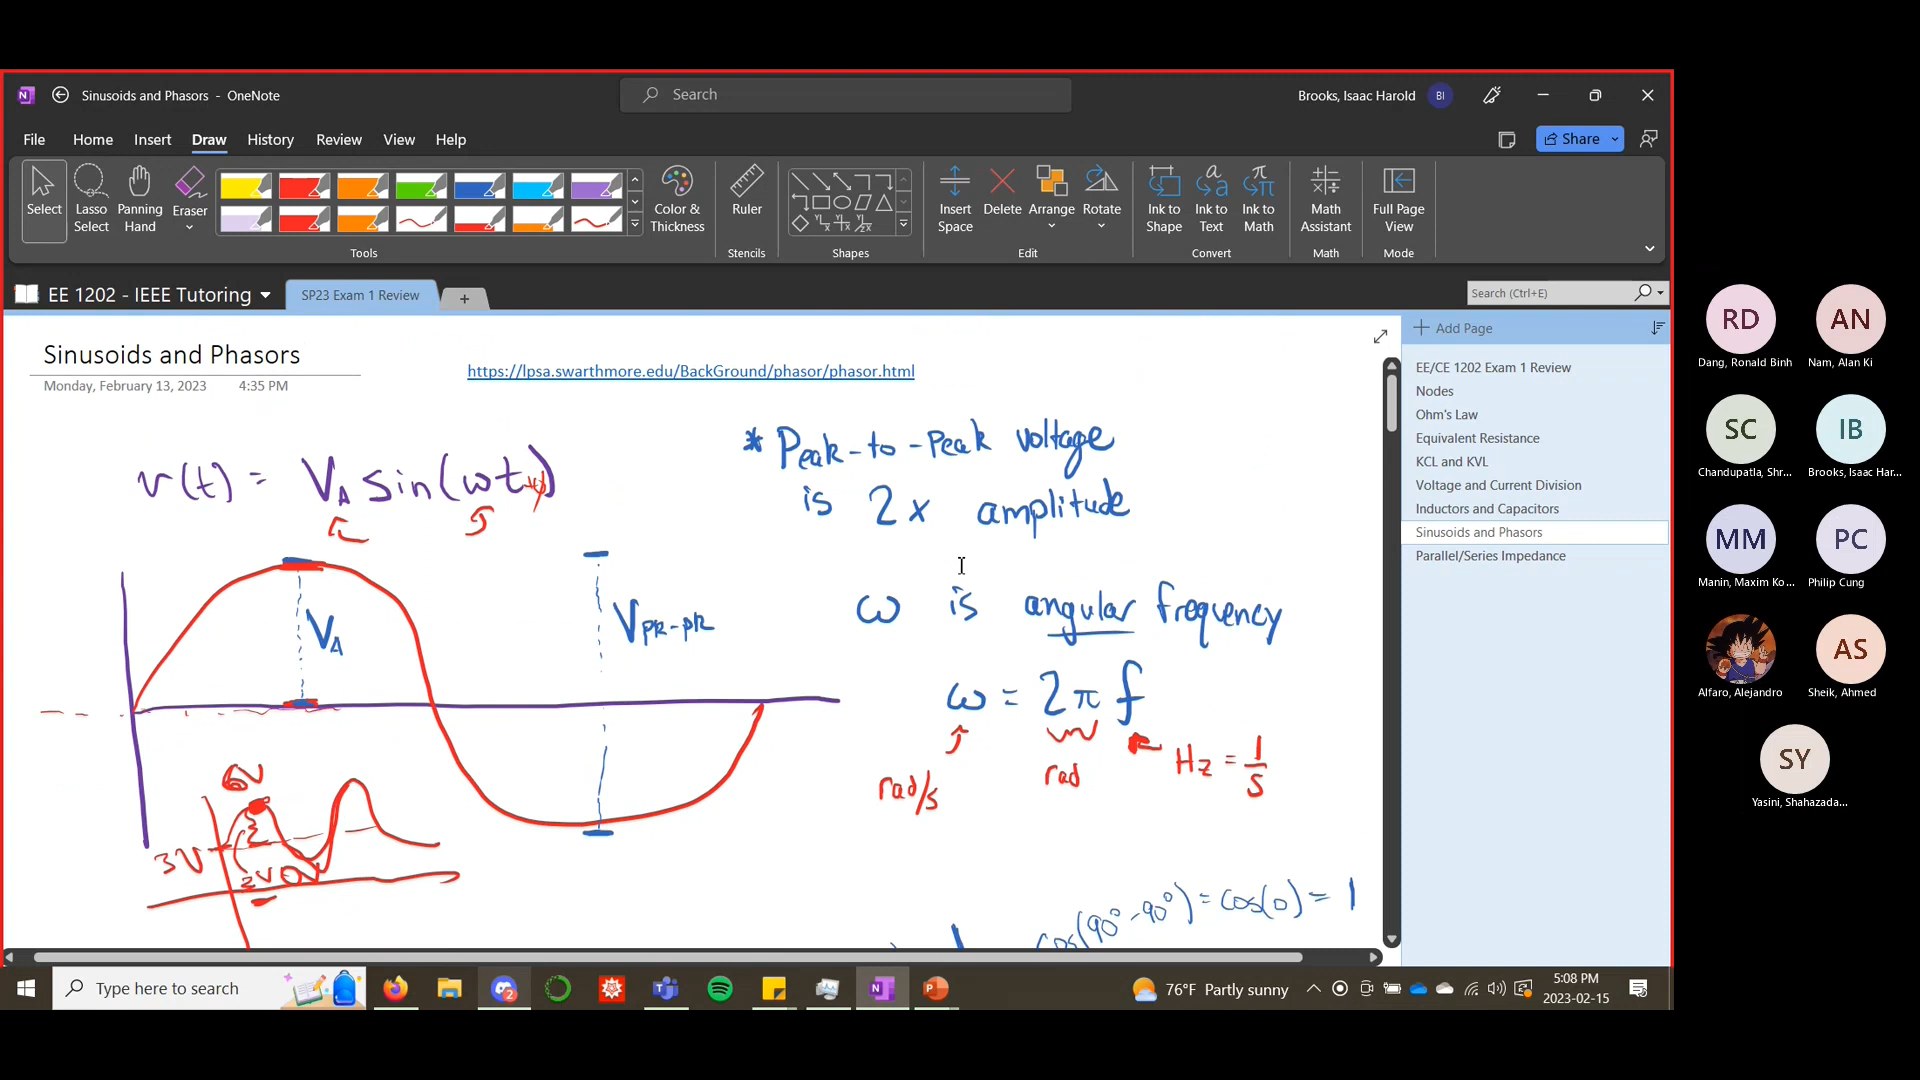 Sinusoids and Phasors - OneNote
Search
Brooks, Isaac Harold
BI
File Home Insert Draw History Review View Help
Share
Select
Lasso Select
Panning Hand
Eraser
Color & Thickness
Ruler
Insert Space
Delete
Arrange
Rotate
Ink to Shape
Ink to Text
Ink to Math
Math Assistant
Full Page View
Tools Stencils Shapes Edit Convert Math Mode
EE 1202 - IEEE Tutoring
SP23 Exam 1 Review
Search (Ctrl+E)
Sinusoids and Phasors
Monday, February 13, 2023 4:35 PM
https://lpsa.swarthmore.edu/BackGround/phasor/phasor.html
* Peak-to-Peak voltage
is 2x amplitude
v(t) = V_A sin(ωt+φ)
V_A
V_pk-pk
ω is angular frequency
ω = 2π f
rad/s
rad
Hz = 1/s
6V
3V
2V
0V
cos(90°-90°) = cos(0) = 1
Add Page
EE/CE 1202 Exam 1 Review
Nodes
Ohm's Law
Equivalent Resistance
KCL and KVL
Voltage and Current Division
Inductors and Capacitors
Sinusoids and Phasors
Parallel/Series Impedance
RD
Dang, Ronald Binh
AN
Nam, Alan Ki
SC
Chandupatla, Shr...
IB
Brooks, Isaac Har...
MM
Manin, Maxim Ko...
PC
Philip Cung
Alfaro, Alejandro
AS
Sheik, Ahmed
SY
Yasini, Shahazada...
Type here to search
76°F Partly sunny
5:08 PM
2023-02-15